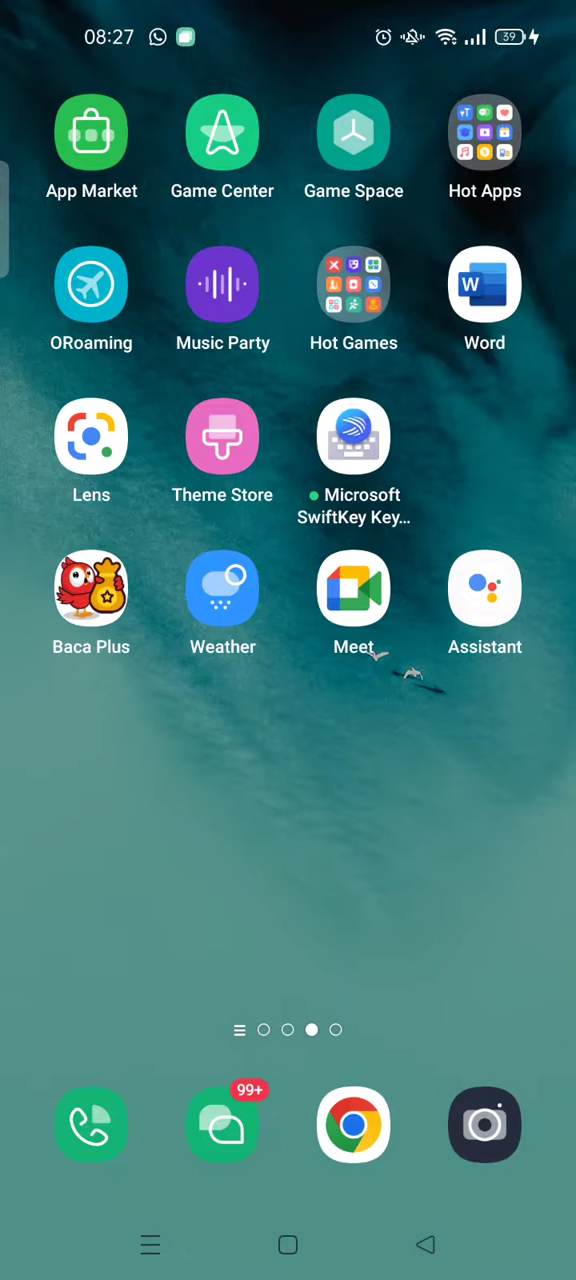 08:27
39
App Market
Game Center
Game Space
Hot Apps
ORoaming
Music Party
Hot Games
W
Word
Lens
Theme Store
Microsoft
SwiftKey Key...
Baca Plus
Weather
Meet
Assistant
99+